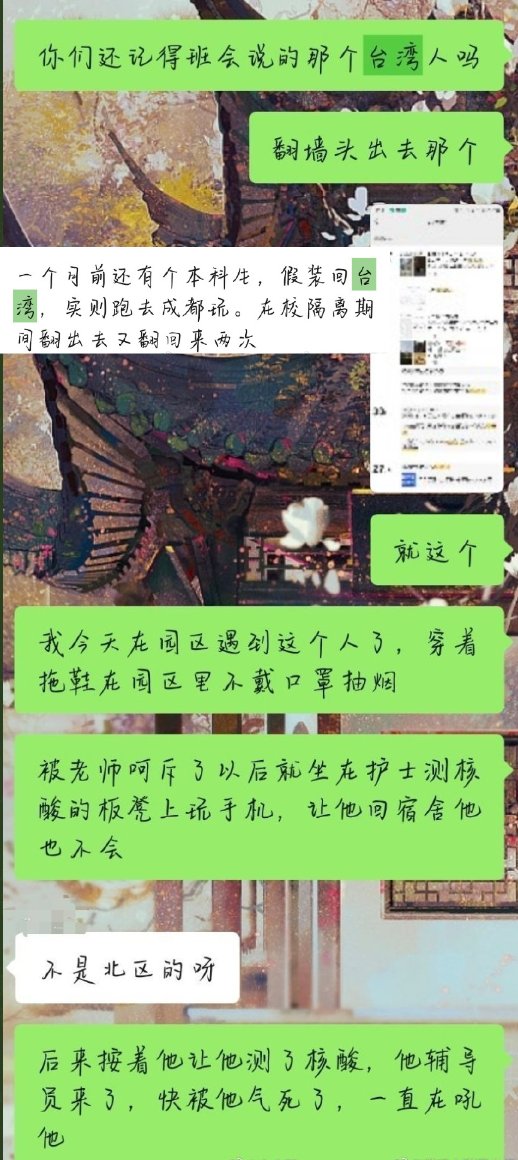 你们还记得班会说的那个台湾人吗
翻墙头出去那个
一个月前还有个本科生，假装回台
湾，实则跑去成都玩。在校隔离期
间翻出去又翻回来两次
就这个
我今天在园区遇到这个人了，穿着
拖鞋在园区里不戴口罩抽烟
被老师呵斥了以后就坐在护士测核
酸的板凳上玩手机，让他回宿舍他
也不会
不是北区的呀
后来按着他让他测了核酸，他辅导
员来了，快被他气死了，一直在吼
他